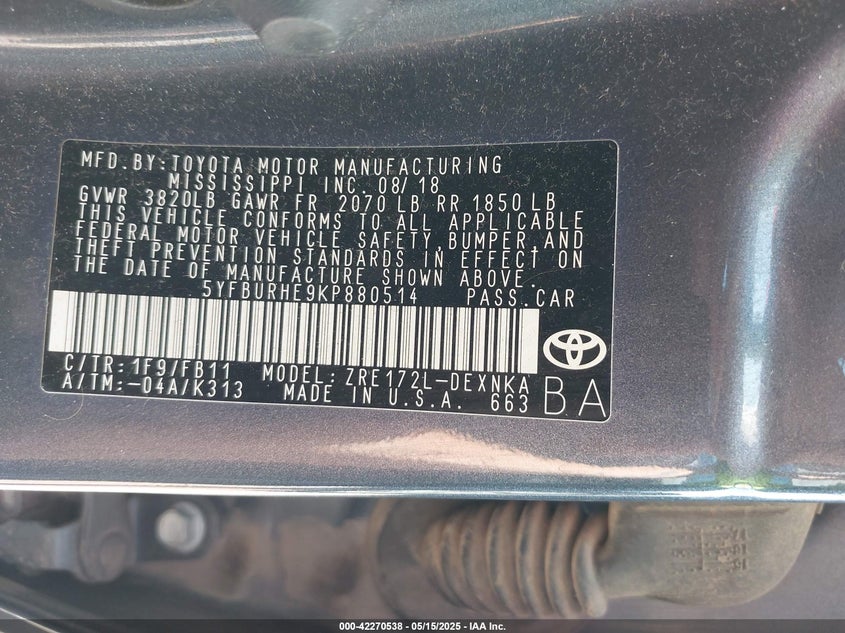 MFD.BY:TOYOTA MOTOR MANUFACTURING
MISSISSIPPI INC. 08/18
GVWR 3820LB GAWR FR 2070 LB RR 1850 LB
THIS VEHICLE CONFORMS TO ALL APPLICABLE
FEDERAL MOTOR VEHICLE SAFETY,BUMPER,AND
THEFT PREVENTION STANDARDS IN EFFECT ON
THE DATE OF MANUFACTURE SHOWN ABOVE.
5YFBURHE9KP880514 PASS.CAR
C/TR:1F9/FB11 MODEL:ZRE172L-DEXNKA
A/TM:-04A/K313 MADE IN U.S.A. 663
BA
000-42270538 - 05/15/2025 - IAA Inc.